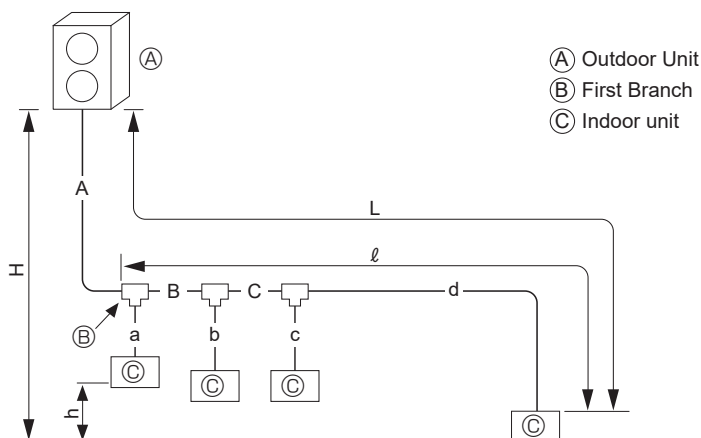 Ⓐ
Ⓐ Outdoor Unit
Ⓑ First Branch
Ⓒ Indoor unit
A
L
H
ℓ
B
C
d
Ⓑ
a
b
c
Ⓒ
Ⓒ
Ⓒ
h
Ⓒ